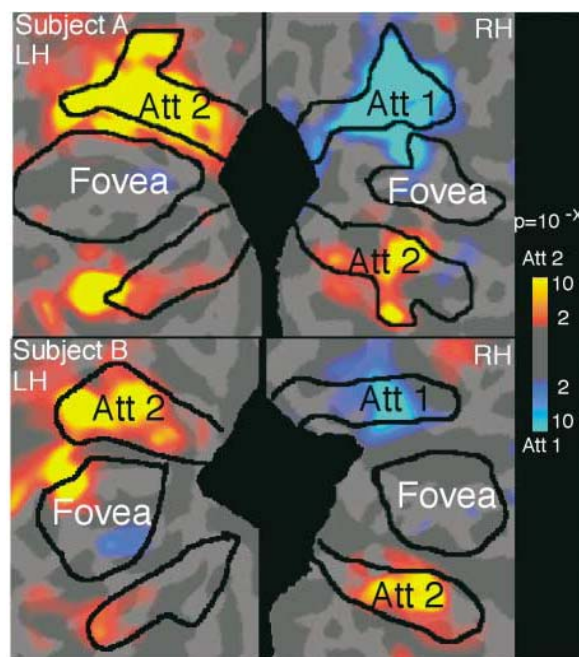 Subject A
LH
RH
Att 2
Att 1
Fovea
Fovea
Att 2
p=10 -x
Att 2
10
2
2
10
Att 1
Subject B
LH
RH
Att 2
Att 1
Fovea
Fovea
Att 2